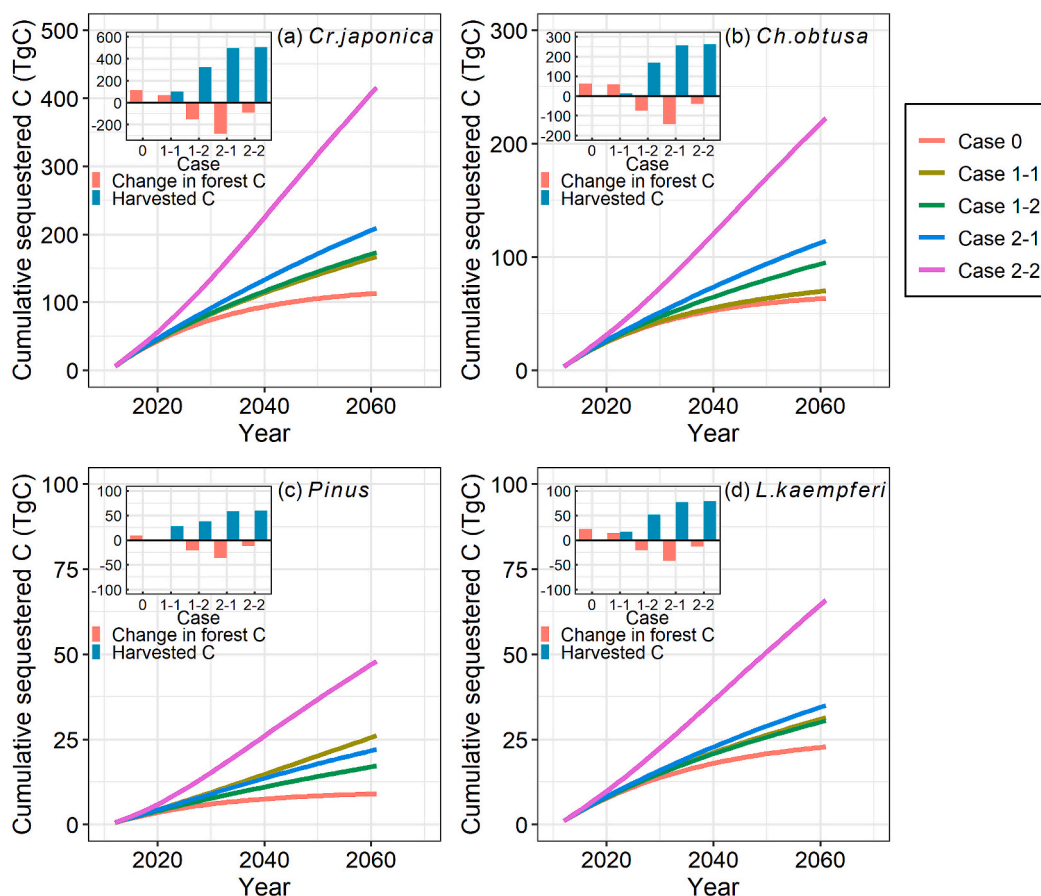 Cumulative sequestered C (TgC)
500
400
300
200
100
0
600
400
200
0
-200
(a) Cr.japonica
0 1-1 1-2 2-1 2-2
Case
Change in forest C
Harvested C
2020 2040 2060
Year
Cumulative sequestered C (TgC)
300
200
100
0
300
200
100
0
-100
-200
(b) Ch.obtusa
0 1-1 1-2 2-1 2-2
Case
Change in forest C
Harvested C
2020 2040 2060
Year
Case 0
Case 1-1
Case 1-2
Case 2-1
Case 2-2
Cumulative sequestered C (TgC)
100
75
50
25
0
100
50
0
-50
-100
(c) Pinus
0 1-1 1-2 2-1 2-2
Case
Change in forest C
Harvested C
2020 2040 2060
Year
Cumulative sequestered C (TgC)
100
75
50
25
0
100
50
0
-50
-100
(d) L.kaempferi
0 1-1 1-2 2-1 2-2
Case
Change in forest C
Harvested C
2020 2040 2060
Year